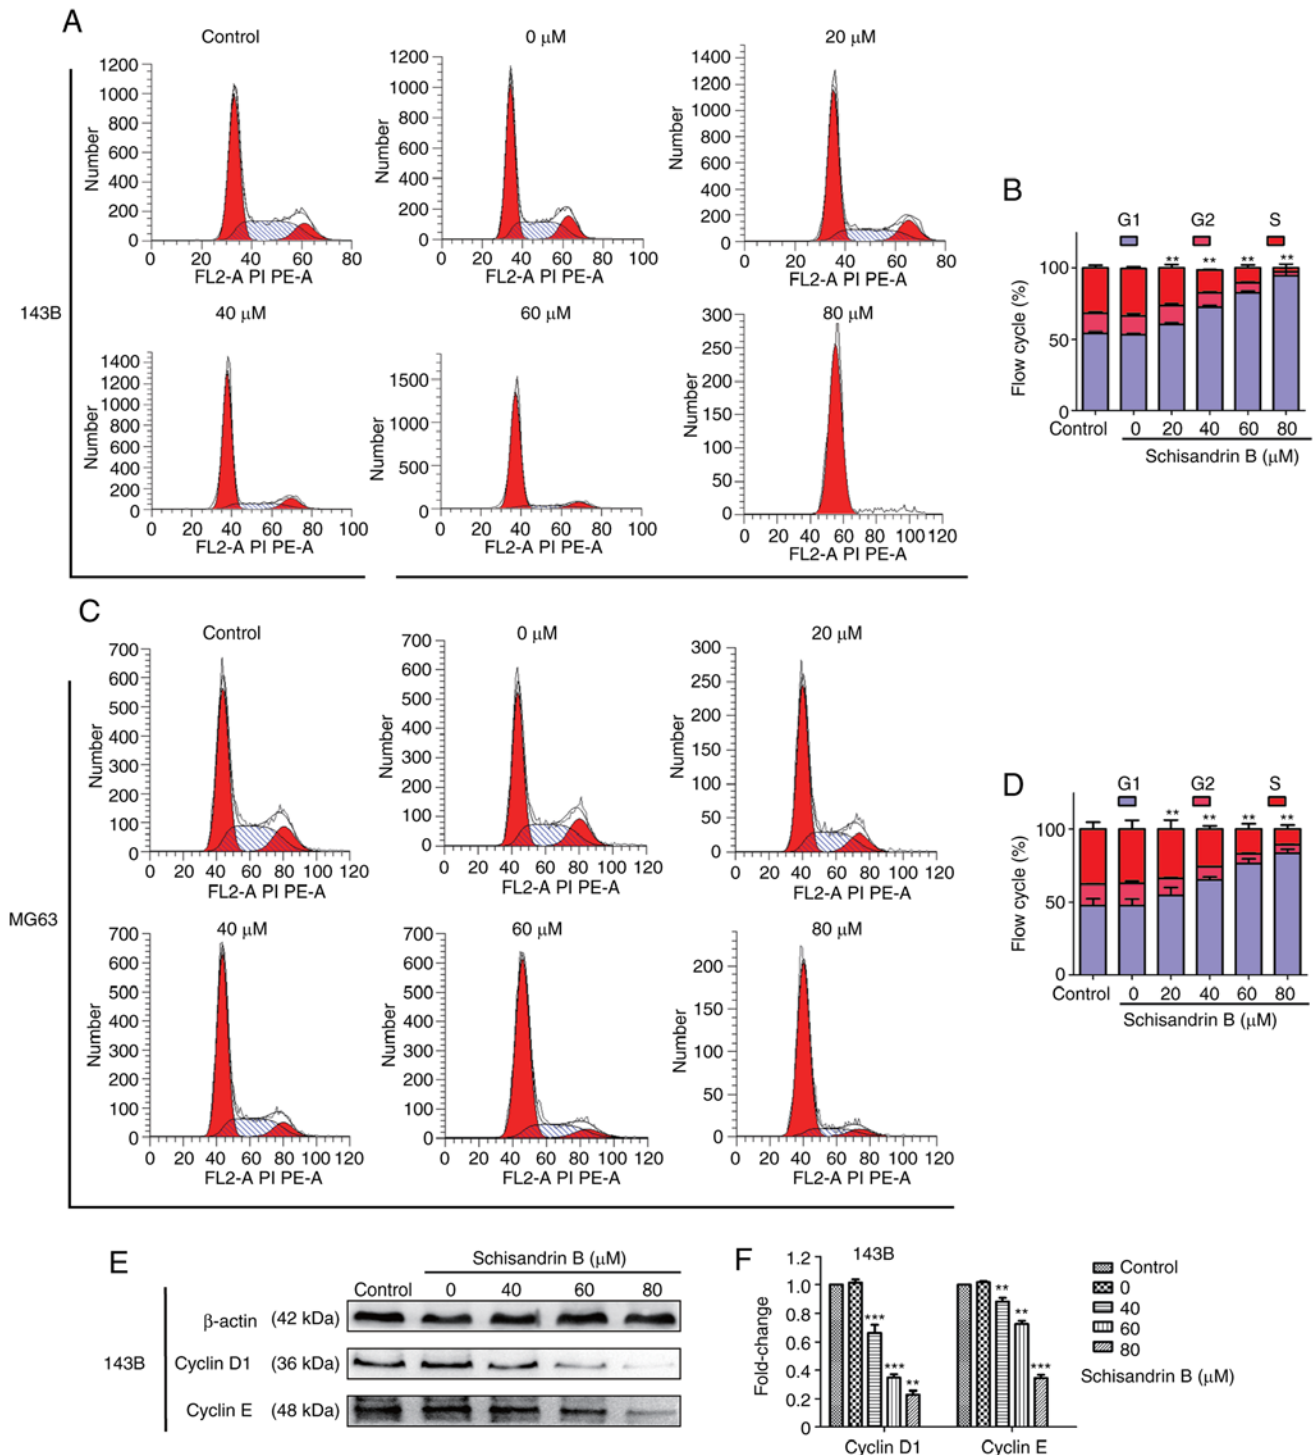 A
Control
0 μM
20 μM
1200
1000
800
600
400
200
0
Number
0 20 40 60 80
FL2-A PI PE-A
1200
1000
800
600
400
200
0
Number
0 20 40 60 80 100
FL2-A PI PE-A
1400
1200
1000
800
600
400
200
0
Number
0 20 40 60 80
FL2-A PI PE-A
143B
40 μM
60 μM
80 μM
1400
1200
1000
800
600
400
200
0
Number
0 20 40 60 80 100
FL2-A PI PE-A
1500
1000
500
0
Number
0 20 40 60 80 100
FL2-A PI PE-A
300
250
200
150
100
50
0
Number
0 20 40 60 80 100 120
FL2-A PI PE-A
B
G1 G2 S
** ** ** **
100
50
0
Flow cycle (%)
Control 0 20 40 60 80
Schisandrin B (μM)
C
Control
0 μM
20 μM
700
600
500
400
300
200
100
0
Number
0 20 40 60 80 100 120
FL2-A PI PE-A
700
600
500
400
300
200
100
0
Number
0 20 40 60 80 100 120
FL2-A PI PE-A
300
250
200
150
100
50
0
Number
0 20 40 60 80 100 120
FL2-A PI PE-A
MG63
40 μM
60 μM
80 μM
700
600
500
400
300
200
100
0
Number
0 20 40 60 80 100 120
FL2-A PI PE-A
700
600
500
400
300
200
100
0
Number
0 20 40 60 80 100 120
FL2-A PI PE-A
200
150
100
50
0
Number
0 20 40 60 80 100 120
FL2-A PI PE-A
D
G1 G2 S
** ** ** **
100
50
0
Flow cycle (%)
Control 0 20 40 60 80
Schisandrin B (μM)
E
Schisandrin B (μM)
Control 0 40 60 80
β-actin (42 kDa)
143B
Cyclin D1 (36 kDa)
Cyclin E (48 kDa)
F
143B
1.2
1.0
0.8
0.6
0.4
0.2
0
Fold-change
*** *** **
** ** ***
Cyclin D1 Cyclin E
Control
0
40
60
80
Schisandrin B (μM)